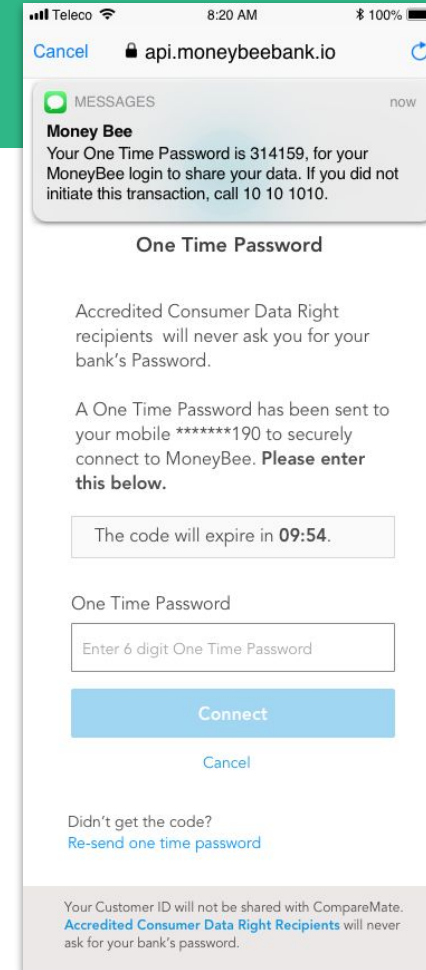 Teleco 8:20 AM 100%
Cancel api.moneybeebank.io
MESSAGES now
Money Bee
Your One Time Password is 314159, for your
MoneyBee login to share your data. If you did not
initiate this transaction, call 10 10 1010.
One Time Password
Accredited Consumer Data Right
recipients will never ask you for your
bank's Password.
A One Time Password has been sent to
your mobile *******190 to securely
connect to MoneyBee. Please enter
this below.
The code will expire in 09:54.
One Time Password
Enter 6 digit One Time Password
Connect
Cancel
Didn't get the code?
Re-send one time password
Your Customer ID will not be shared with CompareMate.
Accredited Consumer Data Right Recipients will never
ask for your bank's password.